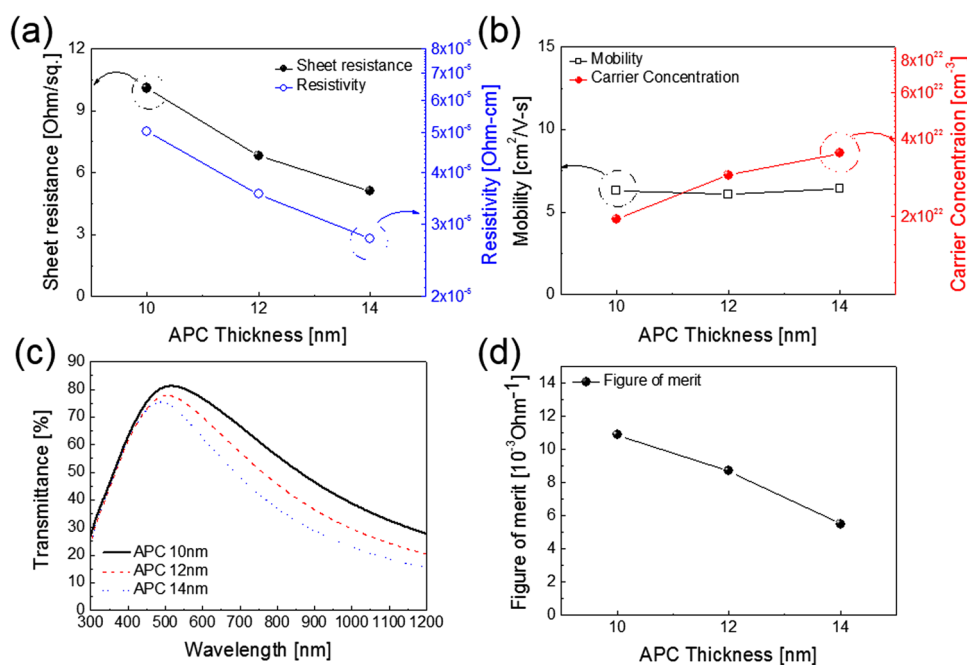 (a)
12
9
6
3
0
Sheet resistance [Ohm/sq.]
Sheet resistance
Resistivity
8x10⁻⁵
7x10⁻⁵
6x10⁻⁵
5x10⁻⁵
4x10⁻⁵
3x10⁻⁵
2x10⁻⁵
Resistivity [Ohm-cm]
10 12 14
APC Thickness [nm]
(b)
15
10
5
0
Mobility [cm²/V-s]
Mobility
Carrier Concentration
8x10²²
6x10²²
4x10²²
2x10²²
Carrier Concentraion [cm⁻³]
10 12 14
APC Thickness [nm]
(c)
90
80
70
60
50
40
30
20
10
0
Transmittance [%]
APC 10nm
APC 12nm
APC 14nm
300 400 500 600 700 800 900 1000 1100 1200
Wavelength [nm]
(d)
14
12
10
8
6
4
2
0
Figure of merit [10⁻³Ohm⁻¹]
Figure of merit
10 12 14
APC Thickness [nm]